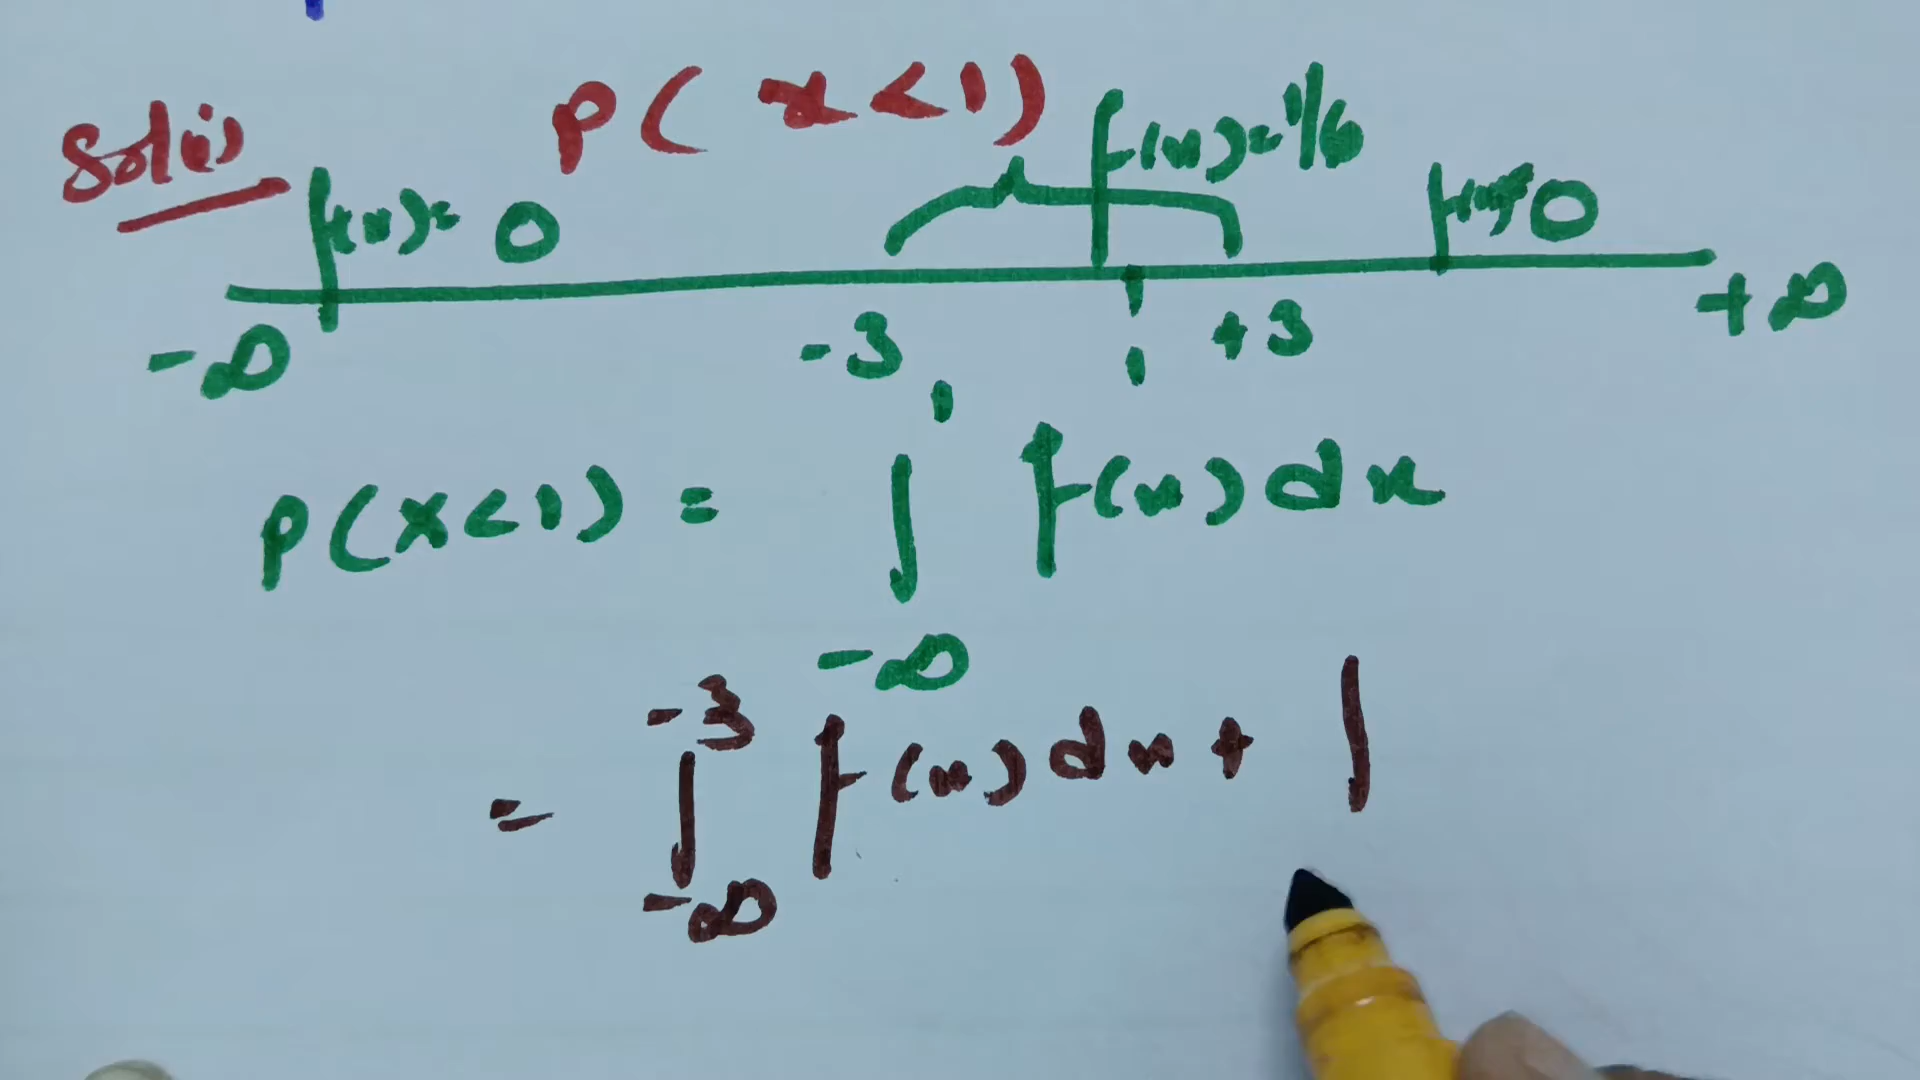 Sol (i) P(x<1)
f(x)= 0 f(x)=1/6 f(x)=0
-∞ -3 1 +3 +∞
P(x<1) = ∫_{-∞}^{1} f(x) dx
= ∫_{-∞}^{-3} f(x) dx + ∫